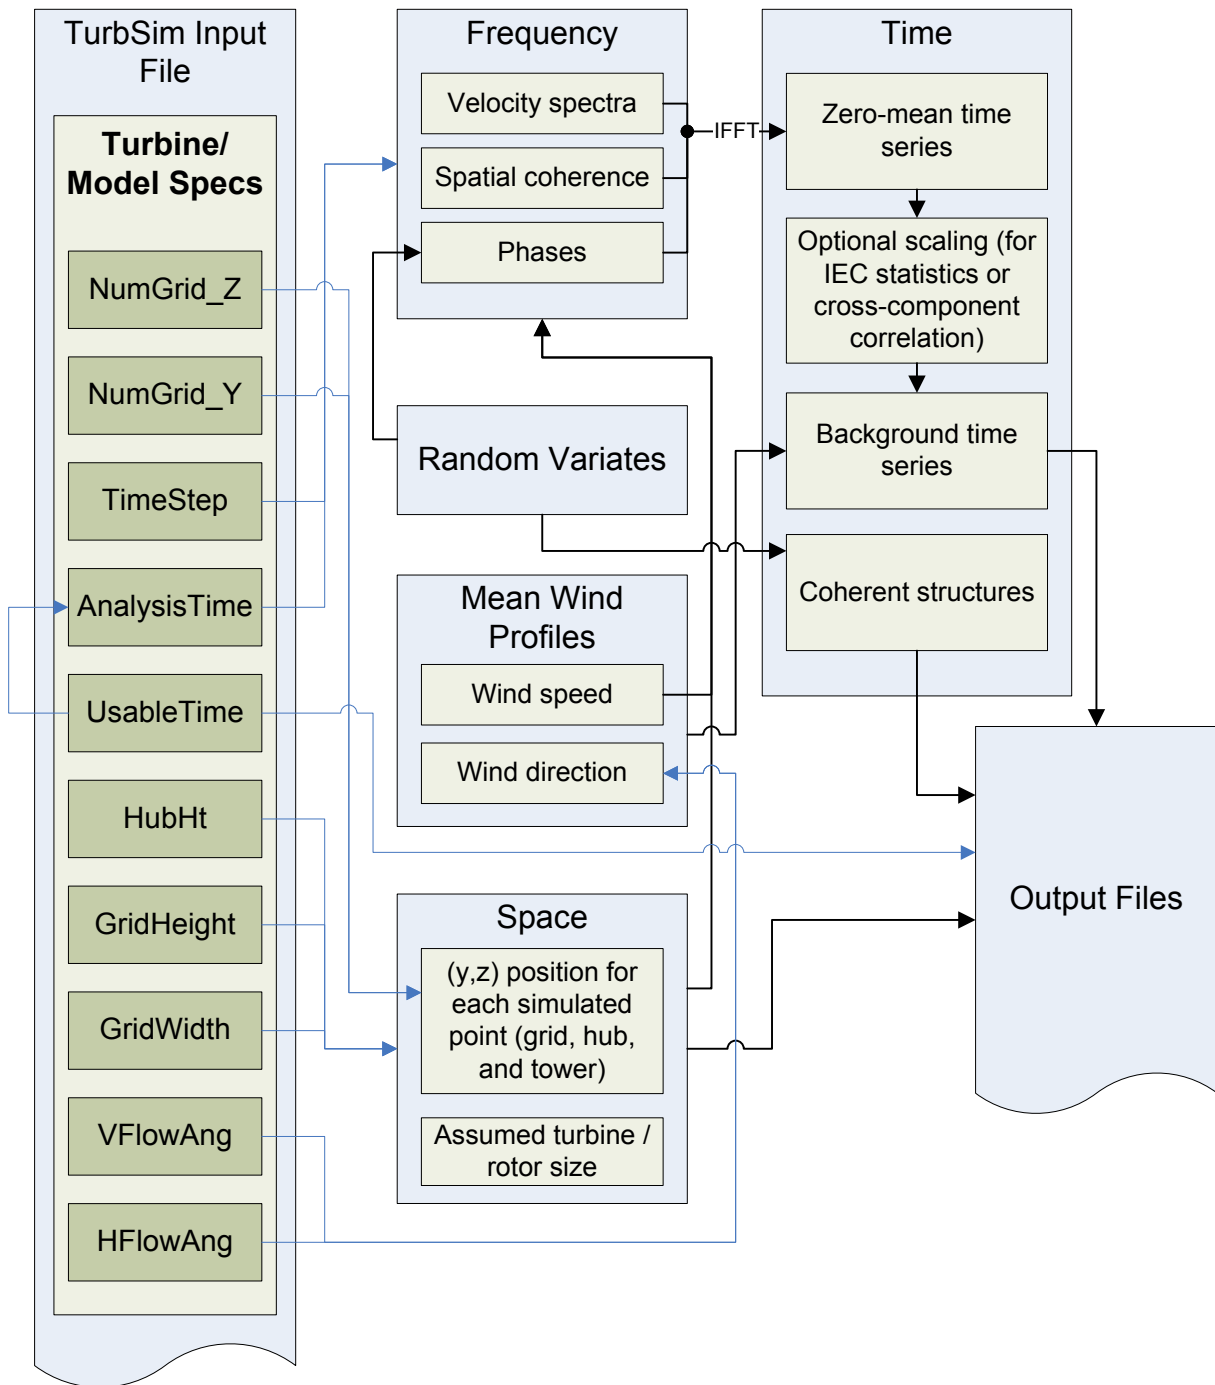 TurbSim Input
File
Turbine/
Model Specs
NumGrid_Z
NumGrid_Y
TimeStep
AnalysisTime
UsableTime
HubHt
GridHeight
GridWidth
VFlowAng
HFlowAng
Frequency
Velocity spectra
Spatial coherence
Phases
IFFT
Random Variates
Mean Wind
Profiles
Wind speed
Wind direction
Space
(y,z) position for
each simulated
point (grid, hub,
and tower)
Assumed turbine /
rotor size
Time
Zero-mean time
series
Optional scaling (for
IEC statistics or
cross-component
correlation)
Background time
series
Coherent structures
Output Files